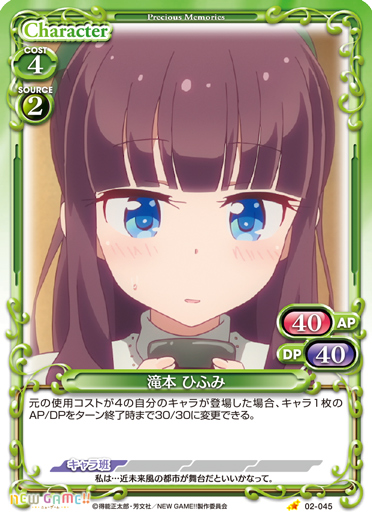 Precious Memories
Character
COST
4
SOURCE
2
40 AP
DP 40
滝本 ひふみ
元の使用コストが4の自分のキャラが登場した場合、キャラ1枚の
AP/DPをターン終了時まで30/30に変更できる。
キャラ班
私は…近未来風の都市が舞台だといいかなって。
NEW GAME!!
©得能正太郎・芳文社/NEW GAME!!製作委員会
02-045